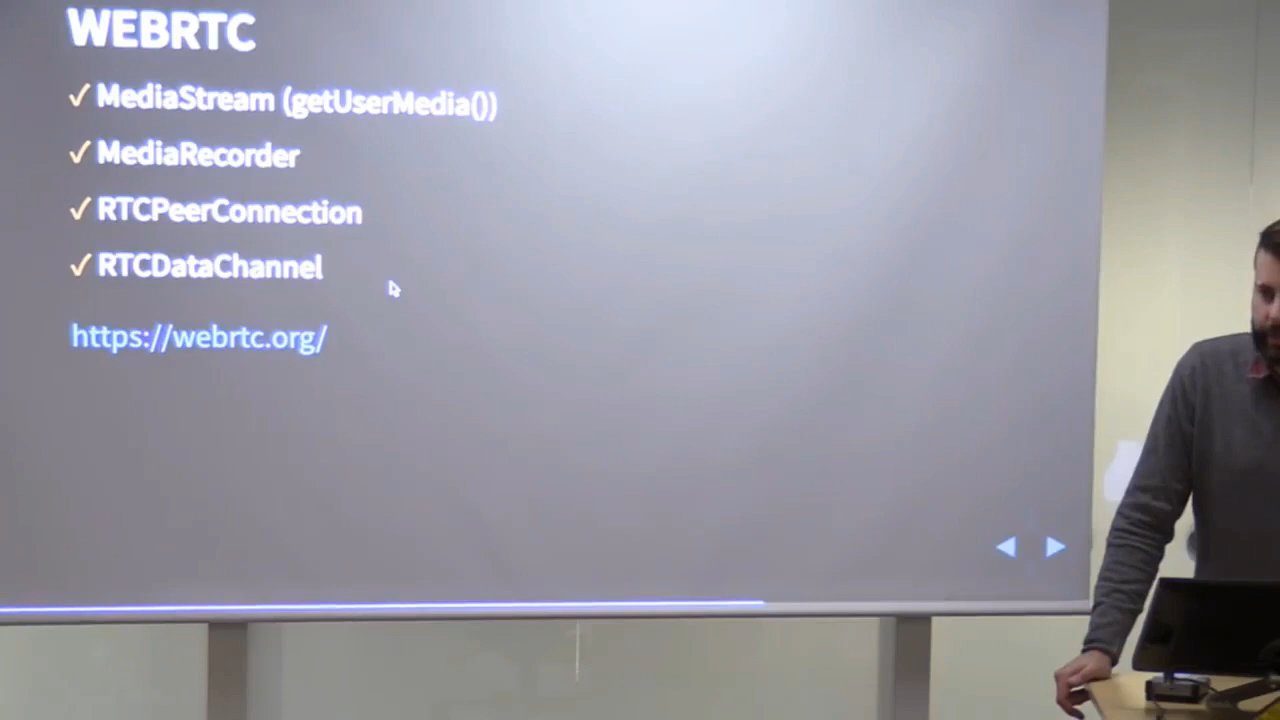 WEBRTC
✓ MediaStream (getUserMedia())
✓ MediaRecorder
✓ RTCPeerConnection
✓ RTCDataChannel
https://webrtc.org/